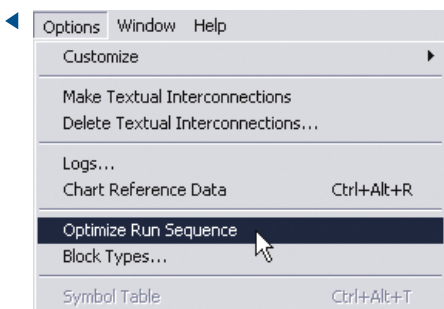 Options Window Help
Customize
Make Textual Interconnections
Delete Textual Interconnections...
Logs...
Chart Reference Data Ctrl+Alt+R
Optimize Run Sequence
Block Types...
Symbol Table Ctrl+Alt+T